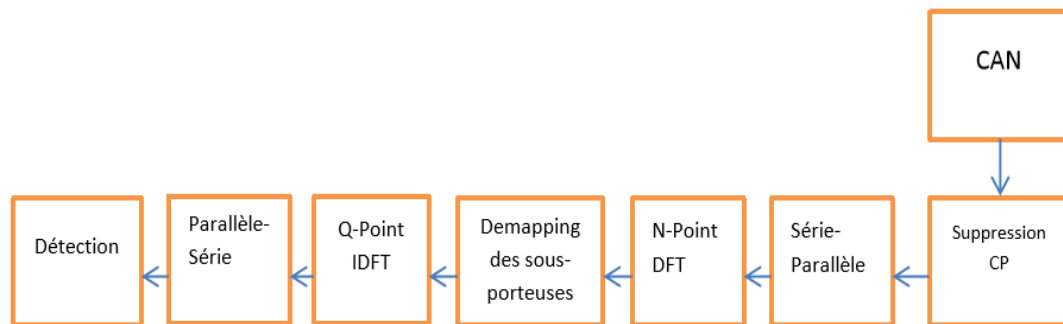 CAN
Détection
Parallèle-
Série
Q-Point
IDFT
Demapping
des sous-
porteuses
N-Point
DFT
Série-
Parallèle
Suppression
CP